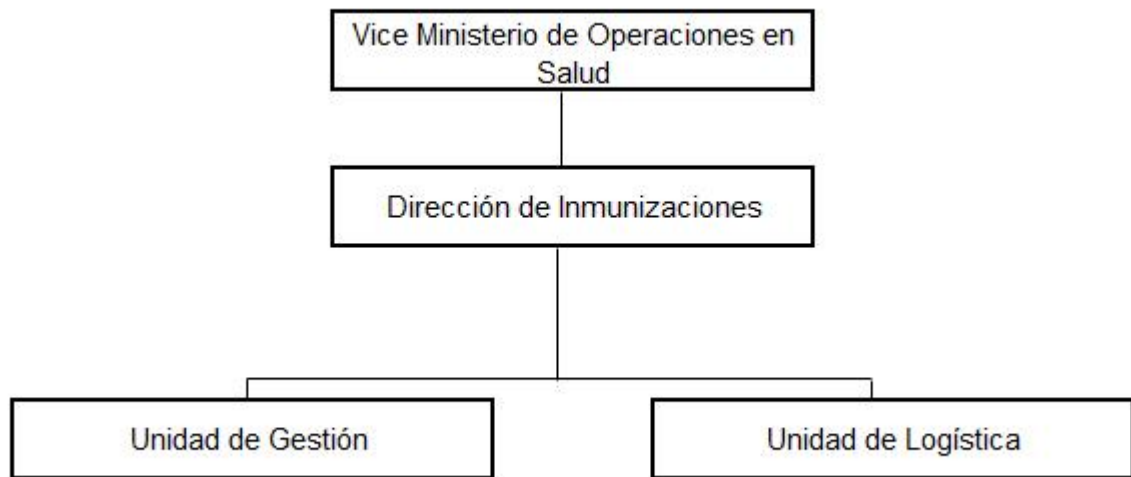 Vice Ministerio de Operaciones en
Salud
Dirección de Inmunizaciones
Unidad de Gestión
Unidad de Logística